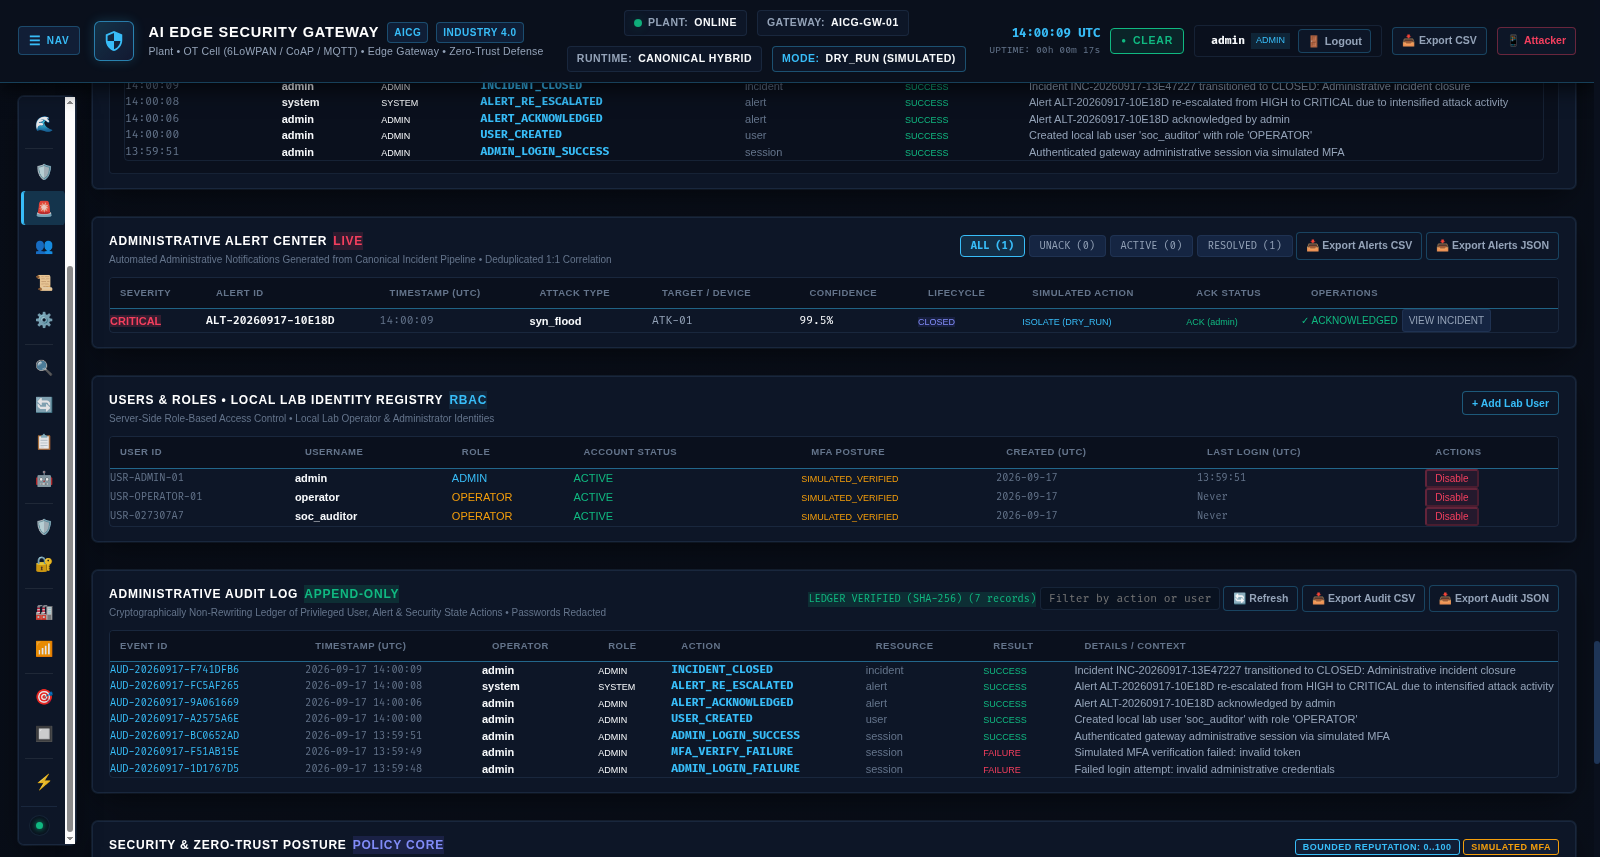 ☰ NAV
AI EDGE SECURITY GATEWAY AICG INDUSTRY 4.0
Plant • OT Cell (6LoWPAN / CoAP / MQTT) • Edge Gateway • Zero-Trust Defense
PLANT: ONLINE GATEWAY: AICG-GW-01
RUNTIME: CANONICAL HYBRID MODE: DRY_RUN (SIMULATED)
14:00:09 UTC
UPTIME: 00h 00m 17s
• CLEAR
admin ADMIN Logout
Export CSV
Attacker
14:00:09 admin ADMIN INCIDENT_CLOSED incident SUCCESS Incident INC-20260917-13E47227 transitioned to CLOSED: Administrative incident closure
14:00:08 system SYSTEM ALERT_RE_ESCALATED alert SUCCESS Alert ALT-20260917-10E18D re-escalated from HIGH to CRITICAL due to intensified attack activity
14:00:06 admin ADMIN ALERT_ACKNOWLEDGED alert SUCCESS Alert ALT-20260917-10E18D acknowledged by admin
14:00:00 admin ADMIN USER_CREATED user SUCCESS Created local lab user 'soc_auditor' with role 'OPERATOR'
13:59:51 admin ADMIN ADMIN_LOGIN_SUCCESS session SUCCESS Authenticated gateway administrative session via simulated MFA
ADMINISTRATIVE ALERT CENTER LIVE
Automated Administrative Notifications Generated from Canonical Incident Pipeline • Deduplicated 1:1 Correlation
ALL (1) UNACK (0) ACTIVE (0) RESOLVED (1) Export Alerts CSV Export Alerts JSON
SEVERITY ALERT ID TIMESTAMP (UTC) ATTACK TYPE TARGET / DEVICE CONFIDENCE LIFECYCLE SIMULATED ACTION ACK STATUS OPERATIONS
CRITICAL ALT-20260917-10E18D 14:00:09 syn_flood ATK-01 99.5% CLOSED ISOLATE (DRY_RUN) ACK (admin) ✓ ACKNOWLEDGED VIEW INCIDENT
USERS & ROLES • LOCAL LAB IDENTITY REGISTRY RBAC
Server-Side Role-Based Access Control • Local Lab Operator & Administrator Identities
+ Add Lab User
USER ID USERNAME ROLE ACCOUNT STATUS MFA POSTURE CREATED (UTC) LAST LOGIN (UTC) ACTIONS
USR-ADMIN-01 admin ADMIN ACTIVE SIMULATED_VERIFIED 2026-09-17 13:59:51 Disable
USR-OPERATOR-01 operator OPERATOR ACTIVE SIMULATED_VERIFIED 2026-09-17 Never Disable
USR-027307A7 soc_auditor OPERATOR ACTIVE SIMULATED_VERIFIED 2026-09-17 Never Disable
ADMINISTRATIVE AUDIT LOG APPEND-ONLY
Cryptographically Non-Rewriting Ledger of Privileged User, Alert & Security State Actions • Passwords Redacted
LEDGER VERIFIED (SHA-256) (7 records) Filter by action or user Refresh Export Audit CSV Export Audit JSON
EVENT ID TIMESTAMP (UTC) OPERATOR ROLE ACTION RESOURCE RESULT DETAILS / CONTEXT
AUD-20260917-F741DFB6 2026-09-17 14:00:09 admin ADMIN INCIDENT_CLOSED incident SUCCESS Incident INC-20260917-13E47228 transitioned to CLOSED: Administrative incident closure
AUD-20260917-FC5AF265 2026-09-17 14:00:08 system SYSTEM ALERT_RE_ESCALATED alert SUCCESS Alert ALT-20260917-10E18D re-escalated from HIGH to CRITICAL due to intensified attack activity
AUD-20260917-9A061669 2026-09-17 14:00:06 admin ADMIN ALERT_ACKNOWLEDGED alert SUCCESS Alert ALT-20260917-10E18D acknowledged by admin
AUD-20260917-A2575A6E 2026-09-17 14:00:00 admin ADMIN USER_CREATED user SUCCESS Created local lab user 'soc_auditor' with role 'OPERATOR'
AUD-20260917-BC0652AD 2026-09-17 13:59:51 admin ADMIN ADMIN_LOGIN_SUCCESS session SUCCESS Authenticated gateway administrative session via simulated MFA
AUD-20260917-F51AB15E 2026-09-17 13:59:49 admin ADMIN MFA_VERIFY_FAILURE session FAILURE Simulated MFA verification failed: invalid token
AUD-20260917-1D1767D5 2026-09-17 13:59:48 admin ADMIN ADMIN_LOGIN_FAILURE session FAILURE Failed login attempt: invalid administrative credentials
SECURITY & ZERO-TRUST POSTURE POLICY CORE
BOUNDED REPUTATION: 0..100 SIMULATED MFA